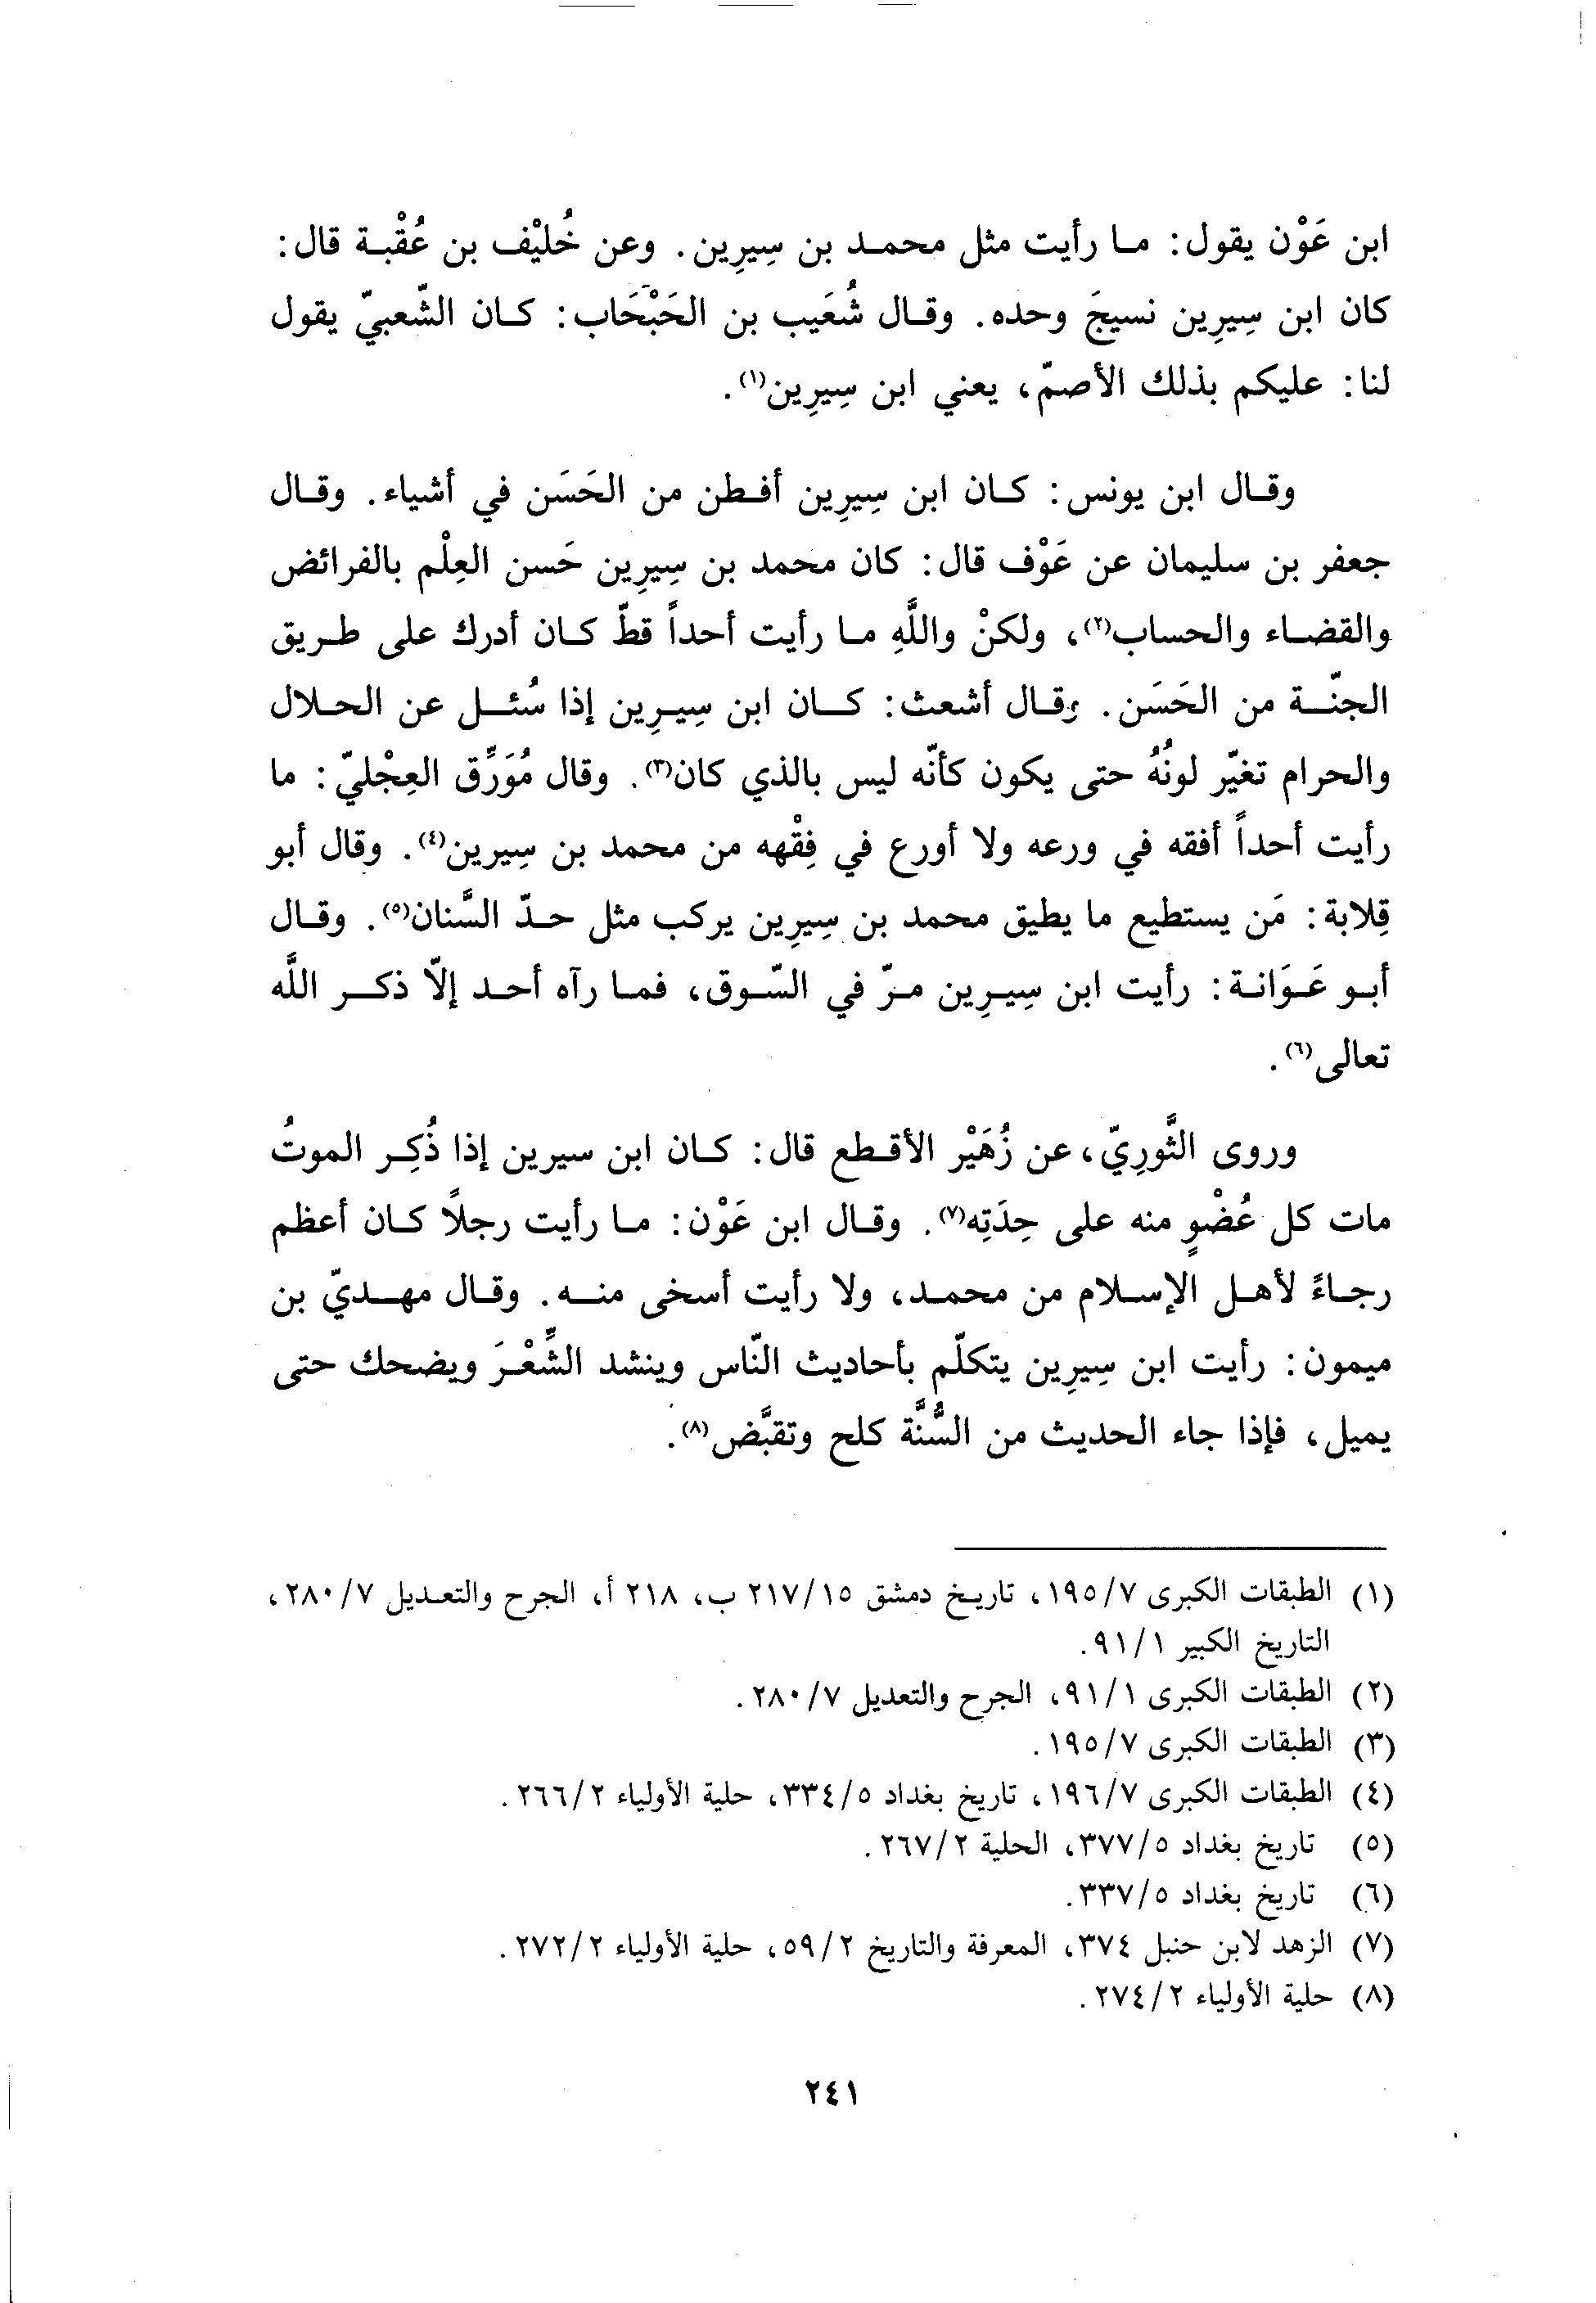 ابن عَوْن يقول: ما رأيت مثل محمد بن سِيرِين. وعن خُليْف بن عُقْبة قال:
كان ابن سِيرِين نسيجَ وحده. وقال شُعَيب بن الحَبْحَاب: كان الشّعبيّ يقول
لنا: عليكم بذلك الأصمّ، يعني ابن سِيرِين(١).
وقال ابن يونس: كان ابن سِيرِين أفطن من الحَسَن في أشياء. وقال
جعفر بن سليمان عن عَوْف قال: كان محمد بن سِيرِين حَسن العِلْم بالفرائض
والقضاء والحساب(٢)، ولكنْ واللَّهِ ما رأيت أحداً قطّ كان أدرك على طريق
الجنّة من الحَسَن. وقال أشعث: كان ابن سِيرِين إذا سُئل عن الحلال
والحرام تغيّر لونُهُ حتى يكون كأنّه ليس بالذي كان(٣). وقال مُوَرِّق العِجْليّ: ما
رأيت أحداً أفقه في ورعه ولا أورع في فِقْهه من محمد بن سِيرين(٤). وقال أبو
قِلابة: مَن يستطيع ما يطيق محمد بن سِيرِين يركب مثل حدّ السَّنان(٥). وقال
أبو عَوَانة: رأيت ابن سِيرِين مرّ في السّوق، فما رآه أحد إلاّ ذكر اللَّه
تعالى(٦).
وروى الثَّورِيّ، عن زُهَيْر الأقطع قال: كان ابن سيرين إذا ذُكِر الموتُ
مات كل عُضْوٍ منه على حِدَتِه(٧). وقال ابن عَوْن: ما رأيت رجلاً كان أعظم
رجاءً لأهل الإسلام من محمد، ولا رأيت أسخى منه. وقال مهديّ بن
ميمون: رأيت ابن سِيرِين يتكلّم بأحاديث النّاس وينشد الشِّعْرَ ويضحك حتى
يميل، فإذا جاء الحديث من السُّنَّة كلح وتقبَّض(٨).
(١) الطبقات الكبرى ١٩٥/٧، تاريخ دمشق ٢١٧/١٥ ب، ٢١٨ أ، الجرح والتعديل ٢٨٠/٧،
التاريخ الكبير ٩١/١.
(٢) الطبقات الكبرى ٩١/١، الجرح والتعديل ٢٨٠/٧.
(٣) الطبقات الكبرى ١٩٥/٧.
(٤) الطبقات الكبرى ١٩٦/٧، تاريخ بغداد ٣٣٤/٥، حلية الأولياء ٢٦٦/٢.
(٥) تاريخ بغداد ٣٧٧/٥، الحلية ٢٦٧/٢.
(٦) تاريخ بغداد ٣٣٧/٥.
(٧) الزهد لابن حنبل ٣٧٤، المعرفة والتاريخ ٥٩/٢، حلية الأولياء ٢٧٢/٢.
(٨) حلية الأولياء ٢٧٤/٢.
٢٤١